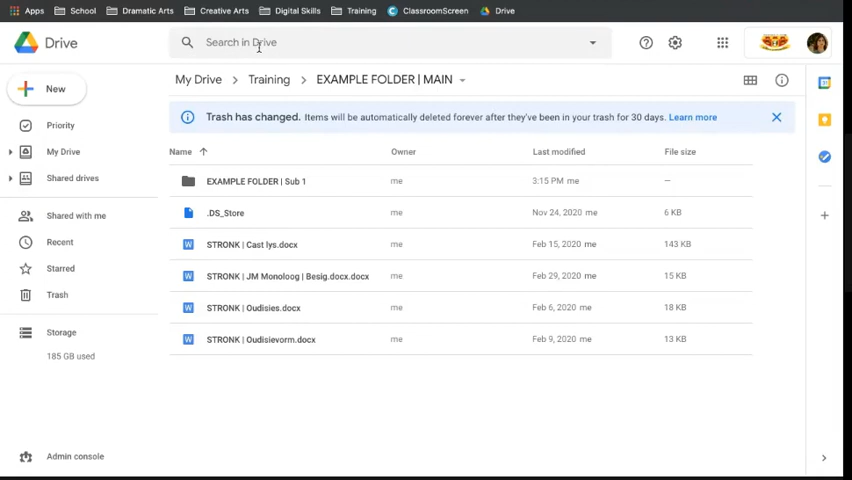 Apps School Dramatic Arts Creative Arts Digital Skills Training ClassroomScreen Drive
Drive Search in Drive
My Drive Training EXAMPLE FOLDER | MAIN
New
Trash has changed. Items will be automatically deleted forever after they've been in your trash for 30 days. Learn more
Priority
My Drive
Shared drives
Shared with me
Recent
Starred
Trash
Storage
185 GB used
Admin console
Name Owner Last modified File size
EXAMPLE FOLDER | Sub 1 me 3:15 PM me —
.DS_Store me Nov 24, 2020 me 6 KB
STRONK | Cast lys.docx me Feb 15, 2020 me 143 KB
STRONK | JM Monoloog | Besig.docx.docx me Feb 29, 2020 me 15 KB
STRONK | Oudisies.docx me Feb 6, 2020 me 18 KB
STRONK | Oudisievorm.docx me Feb 9, 2020 me 13 KB